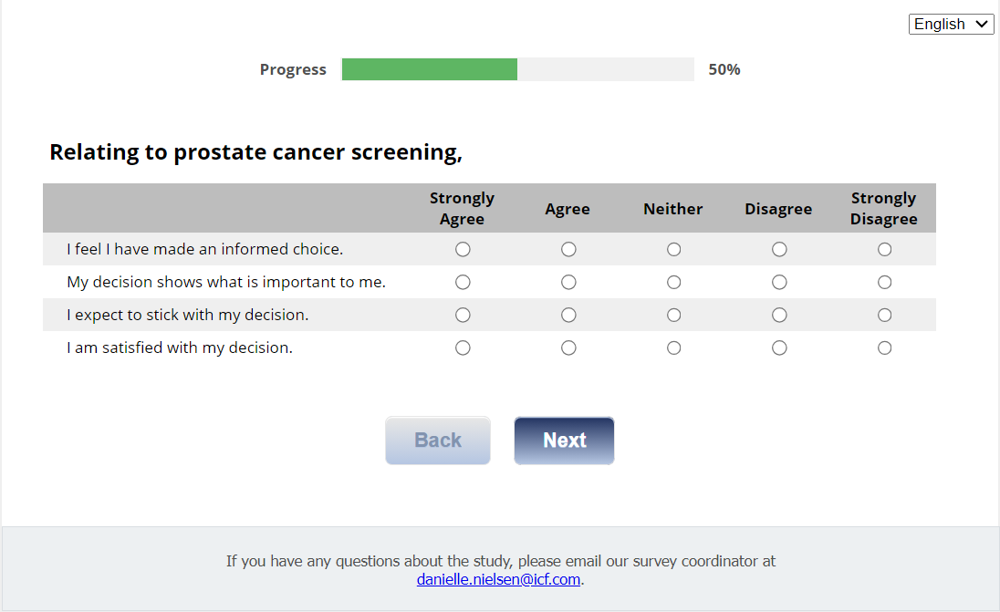 English
Progress 50%
Relating to prostate cancer screening,
Strongly Agree Agree Neither Disagree Strongly Disagree
I feel I have made an informed choice.
My decision shows what is important to me.
I expect to stick with my decision.
I am satisfied with my decision.
Back Next
If you have any questions about the study, please email our survey coordinator at
danielle.nielsen@icf.com.